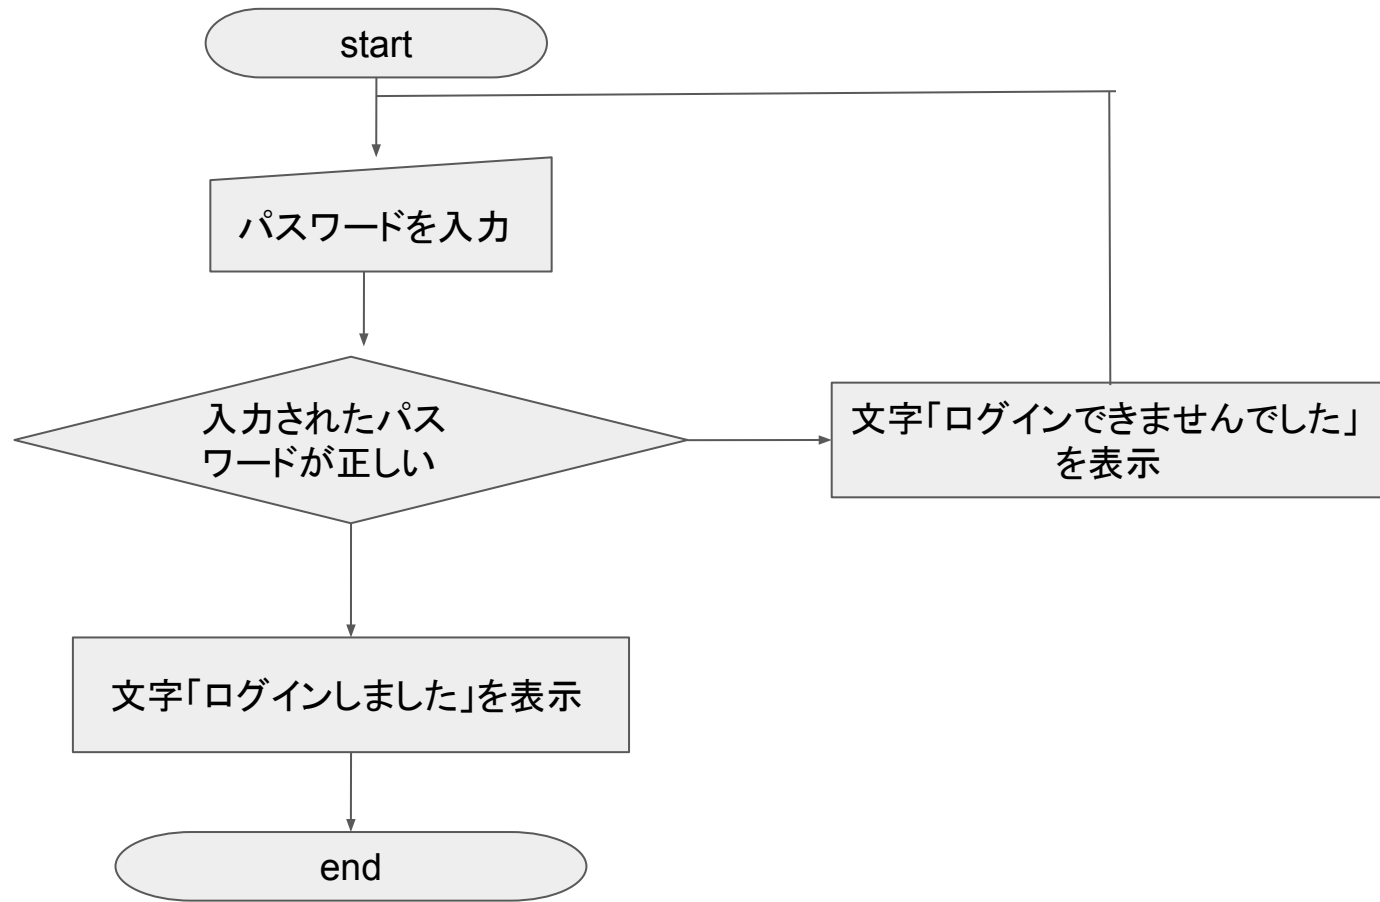 start
パスワードを入力
入力されたパス
ワードが正しい
文字「ログインできませんでした」
を表示
文字「ログインしました」を表示
end